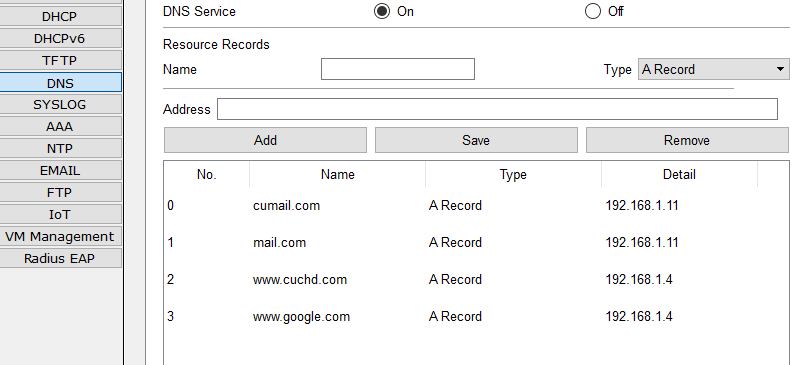 DHCP
DHCPv6
TFTP
DNS
SYSLOG
AAA
NTP
EMAIL
FTP
IoT
VM Management
Radius EAP
DNS Service On Off
Resource Records
Name Type A Record
Address
Add Save Remove
No. Name Type Detail
0 cumail.com A Record 192.168.1.11
1 mail.com A Record 192.168.1.11
2 www.cuchd.com A Record 192.168.1.4
3 www.google.com A Record 192.168.1.4